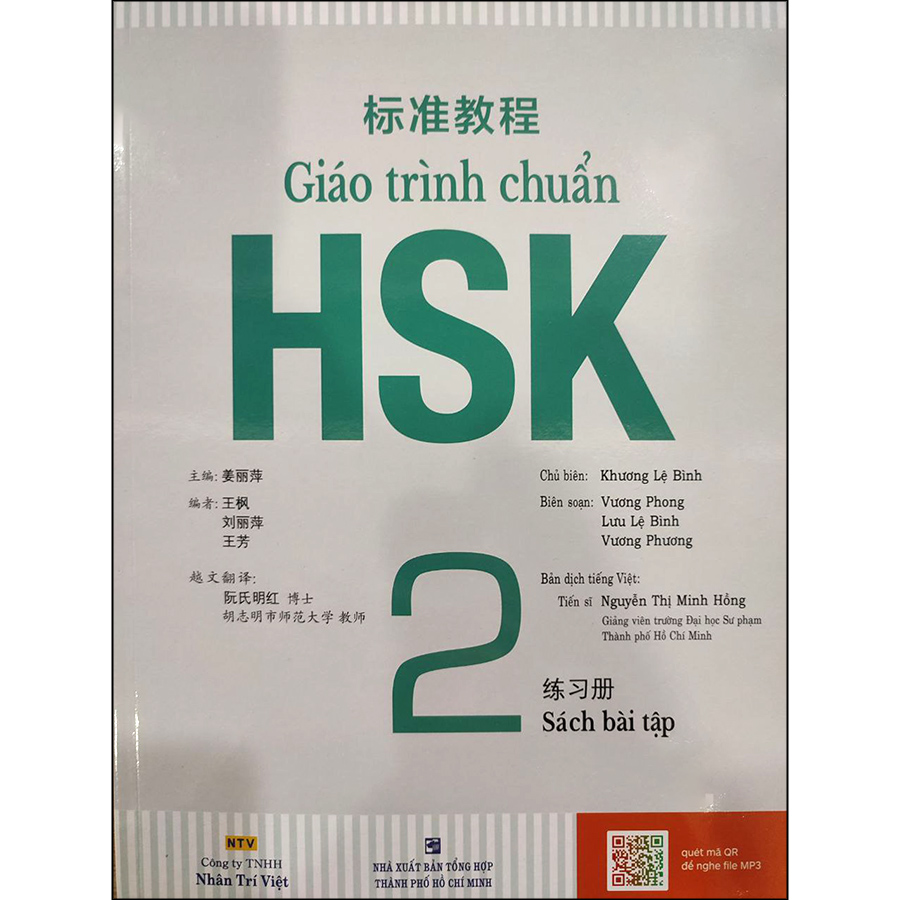 标准教程
Giáo trình chuẩn
HSK
主编: 姜丽萍
编者: 王枫
刘丽萍
王芳
越文翻译:
阮氏明红 博士
胡志明市师范大学 教师
Chủ biên: Khương Lệ Bình
Biên soạn: Vương Phong
Lưu Lệ Bình
Vương Phương
Bản dịch tiếng Việt:
Tiến sĩ Nguyễn Thị Minh Hồng
Giảng viên trường Đại học Sư phạm
Thành phố Hồ Chí Minh
2
练习册
Sách bài tập
NTV
Công ty TNHH
Nhân Trí Việt
NHÀ XUẤT BẢN TỔNG HỢP
THÀNH PHỐ HỒ CHÍ MINH
quét mã QR
để nghe file MP3